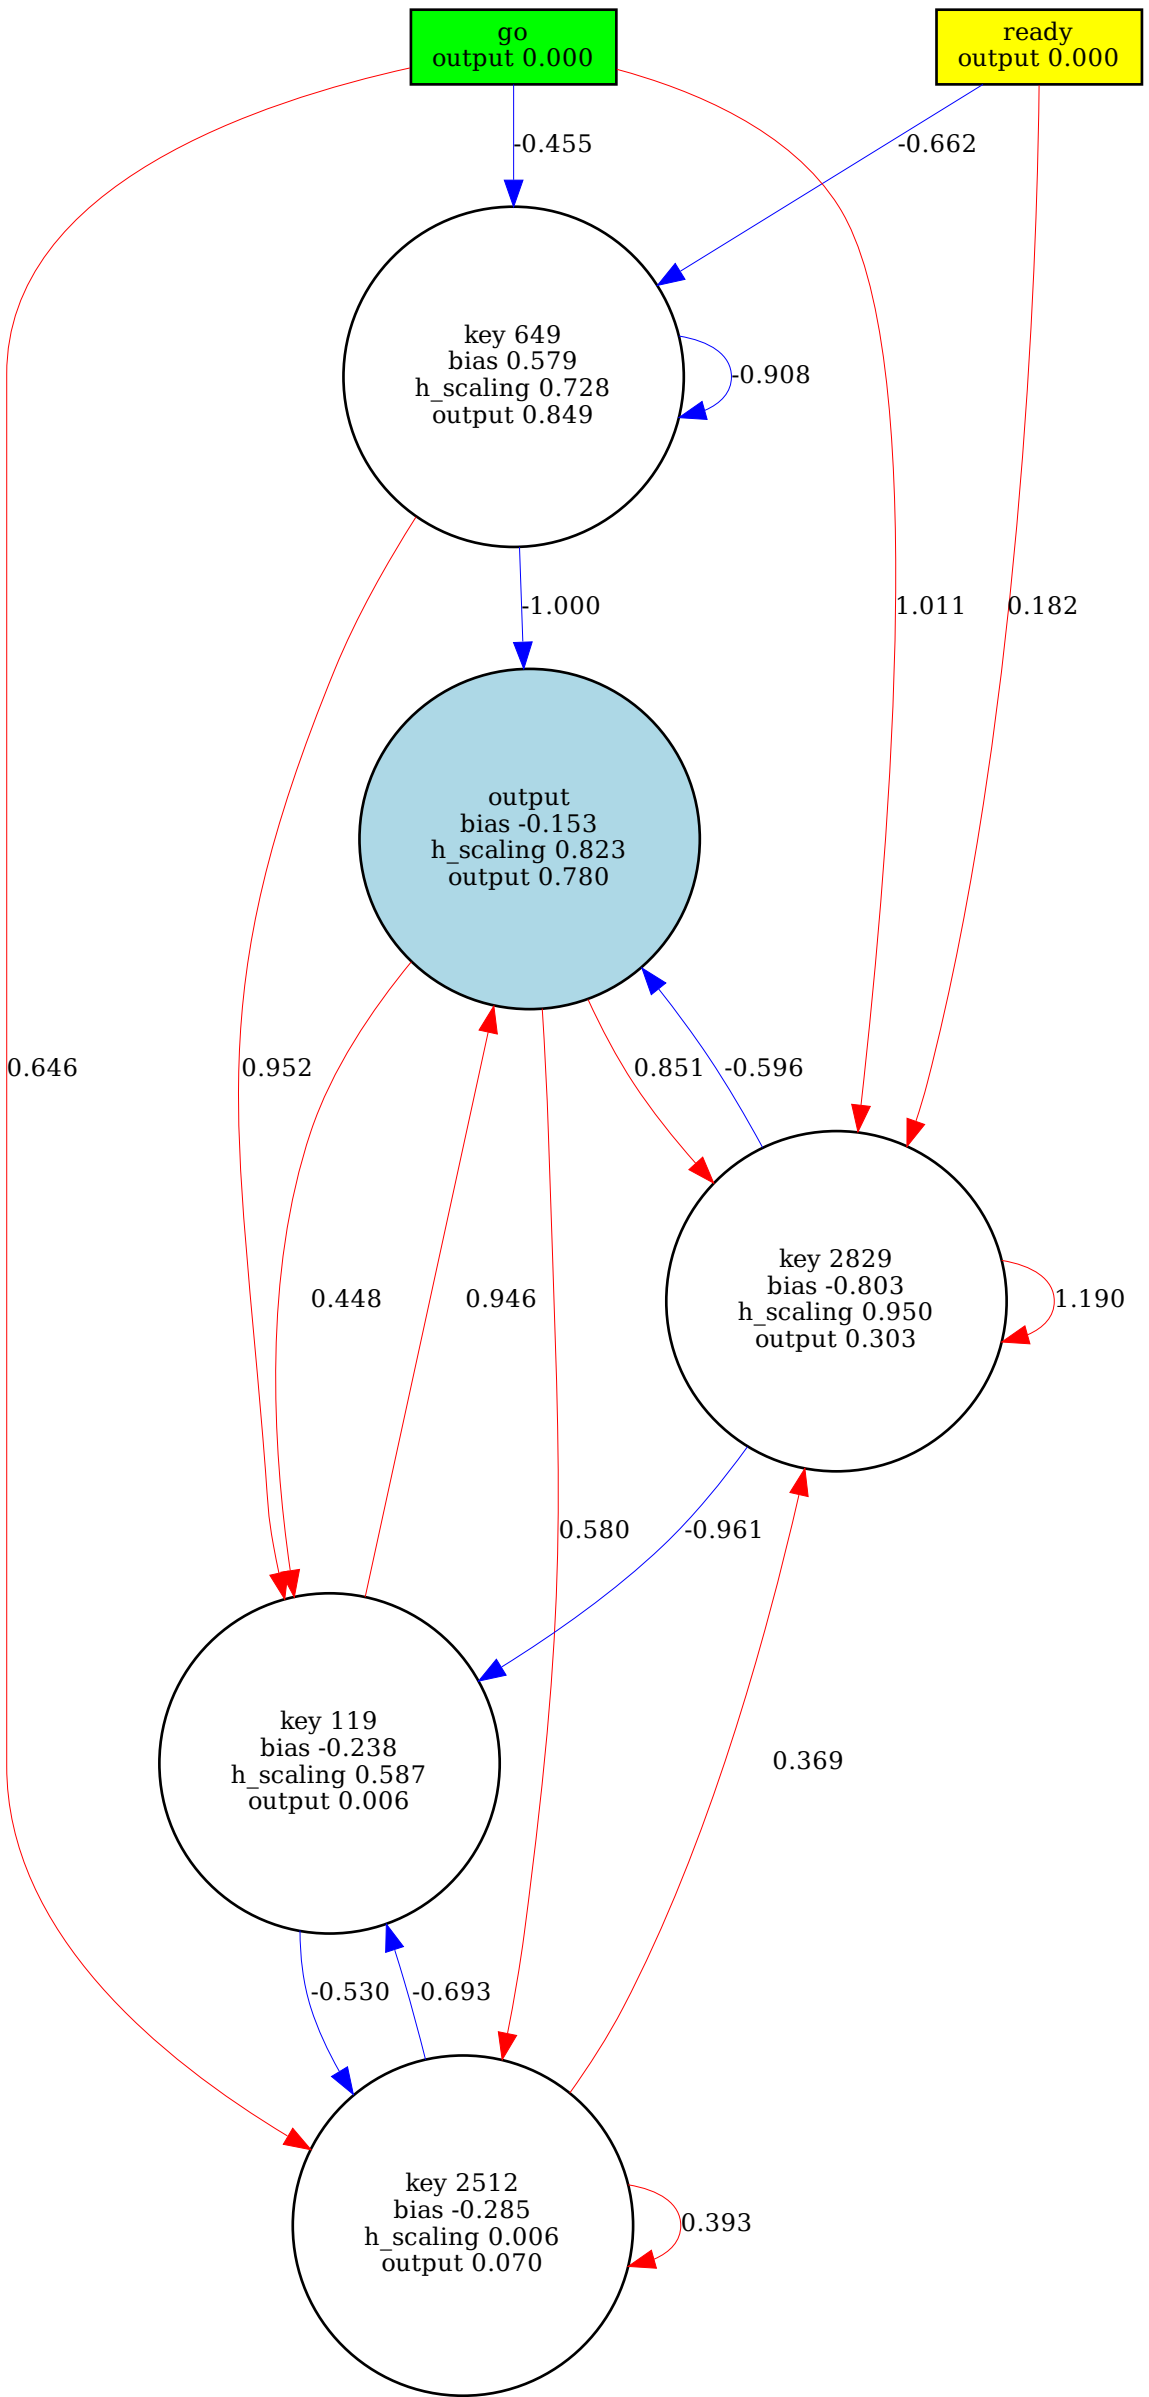 go
output 0.000
ready
output 0.000
-0.455
-0.662
key 649
bias 0.579
h_scaling 0.728
output 0.849
-0.908
-1.000
1.011
0.182
output
bias -0.153
h_scaling 0.823
output 0.780
0.646
0.952
0.851
-0.596
key 2829
bias -0.803
h_scaling 0.950
output 0.303
0.448
0.946
1.190
0.580
-0.961
key 119
bias -0.238
h_scaling 0.587
output 0.006
0.369
-0.530
-0.693
key 2512
bias -0.285
h_scaling 0.006
output 0.070
0.393